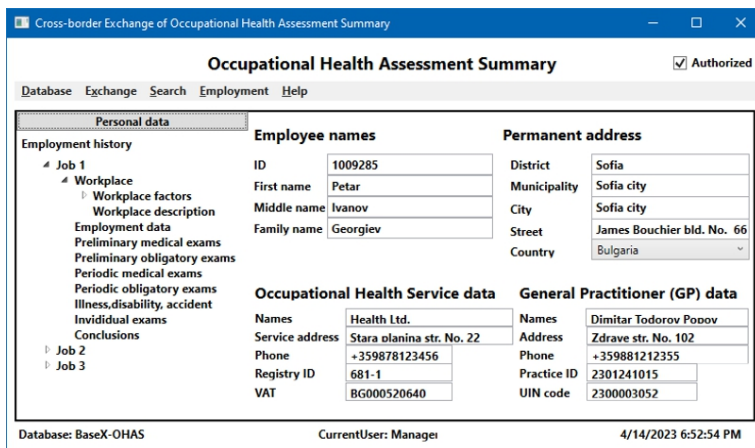 Cross-border Exchange of Occupational Health Assessment Summary
Occupational Health Assessment Summary
Authorized
Database Exchange Search Employment Help
Personal data
Employment history
Job 1
Workplace
Workplace factors
Workplace description
Employment data
Preliminary medical exams
Preliminary obligatory exams
Periodic medical exams
Periodic obligatory exams
Illness,disability, accident
Invididual exams
Conclusions
Job 2
Job 3
Employee names
ID 1009285
First name Petar
Middle name Ivanov
Family name Georgiev
Permanent address
District Sofia
Municipality Sofia city
City Sofia city
Street James Bouchier bld. No. 66
Country Bulgaria
Occupational Health Service data
Names Health Ltd.
Service address Stara planina str. No. 22
Phone +359878123456
Registry ID 681-1
VAT BG000520640
General Practitioner (GP) data
Names Dimitar Todorov Popov
Address Zdrave str. No. 102
Phone +359881212355
Practice ID 2301241015
UIN code 2300003052
Database: BaseX-OHAS
CurrentUser: Manager
4/14/2023 6:52:54 PM